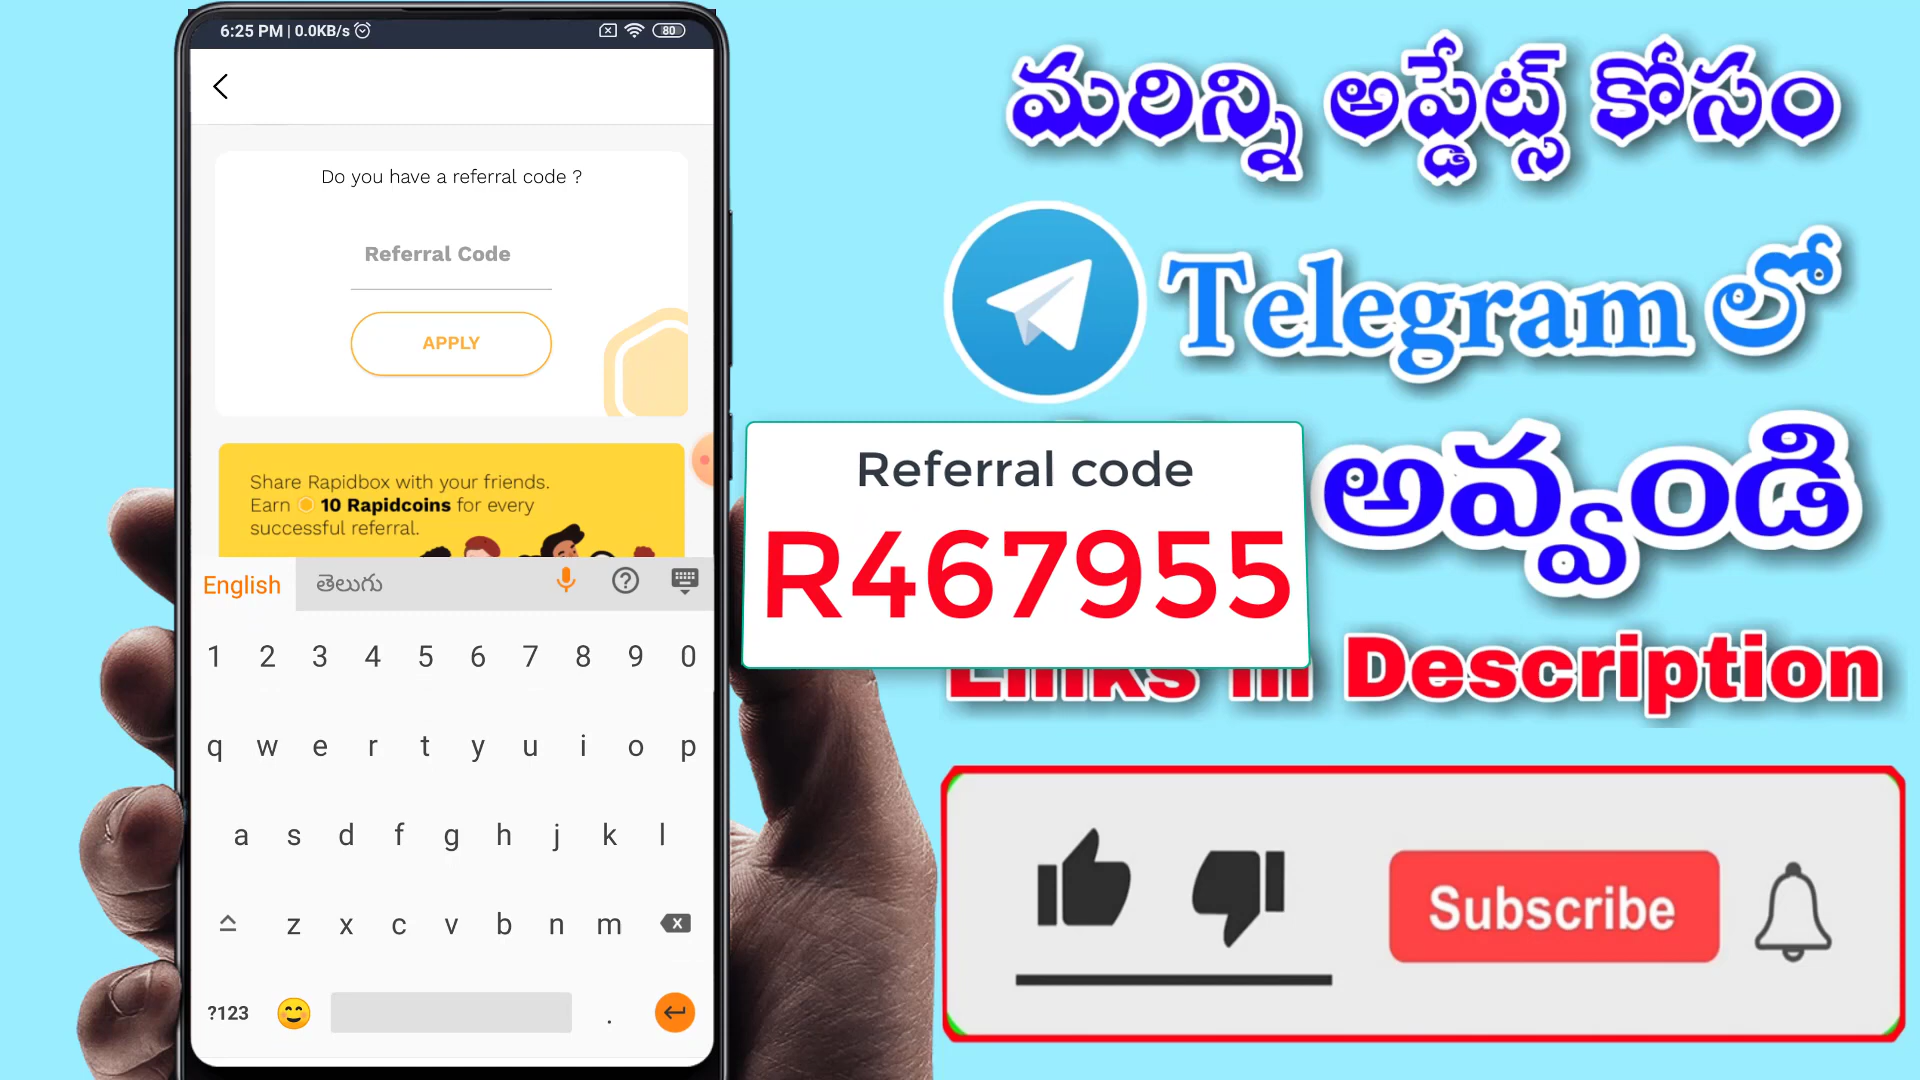 6:25 PM | 0.0KB/s
80
Do you have a referral code ?
Referral Code
APPLY
Share Rapidbox with your friends.
Earn 10 Rapidcoins for every
successful referral.
English తెలుగు
1 2 3 4 5 6 7 8 9 0
q w e r t y u i o p
a s d f g h j k l
z x c v b n m
?123 .
మరిన్ని అప్డేట్స్ కోసం
Telegram లో
అవ్వండి
Referral code
R467955
Links in Description
Subscribe